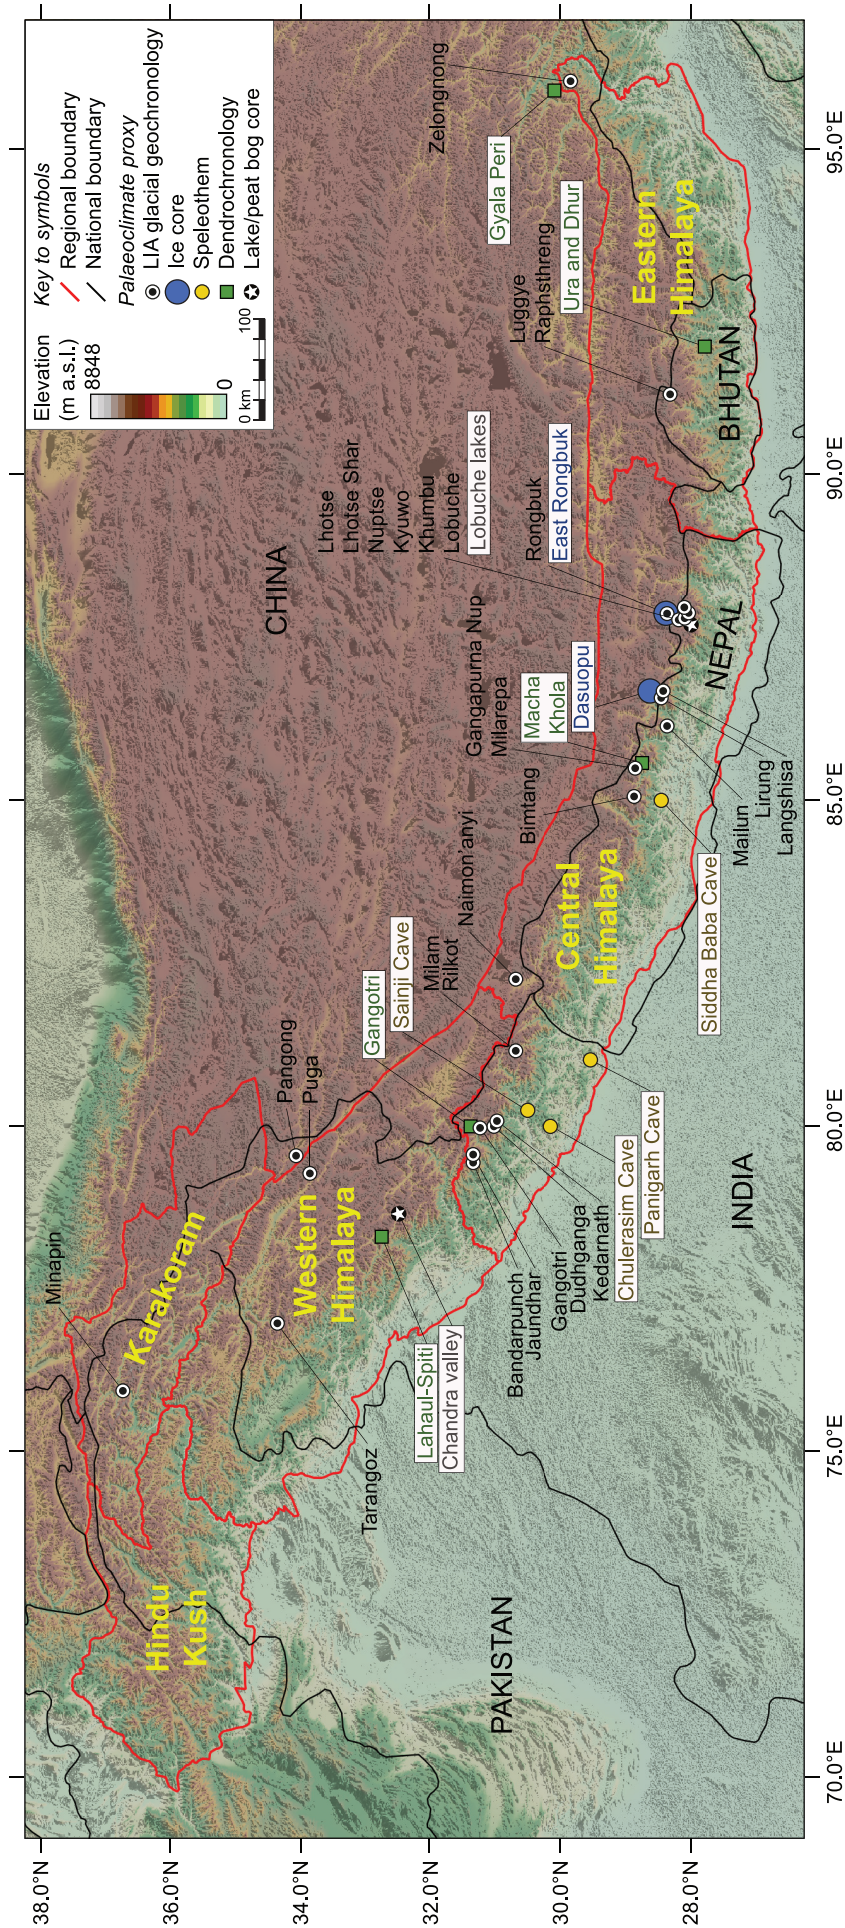 Elevation
(m a.s.l.)
8848
0
0 km
100
Key to symbols
Regional boundary
National boundary
Palaeoclimate proxy
LIA glacial geochronology
Ice core
Speleothem
Dendrochronology
Lake/peat bog core
38.0°N
36.0°N
34.0°N
32.0°N
30.0°N
28.0°N
70.0°E
75.0°E
80.0°E
85.0°E
90.0°E
95.0°E
Hindu
Kush
Karakoram
Western
Himalaya
Central
Himalaya
Eastern
Himalaya
PAKISTAN
INDIA
CHINA
NEPAL
BHUTAN
Minapin
Tarangoz
Pangong
Puga
Lahaul-Spiti
Chandra valley
Bandarpunch
Jaundhar
Gangotri
Dudhganga
Kedarnath
Chulerasim Cave
Panigarh Cave
Gangotri
Sainji Cave
Milam
Rilkot
Naimon'anyi
Siddha Baba Cave
Bimtang
Gangapurna Nup
Milarepa
Macha
Khola
Dasuopu
Mailun
Lirung
Langshisa
Lhotse
Lhotse Shar
Nuptse
Kyuwo
Khumbu
Lobuche
Lobuche lakes
Rongbuk
East Rongbuk
Luggye
Raphsthreng
Ura and Dhur
Gyala Peri
Zelongnong